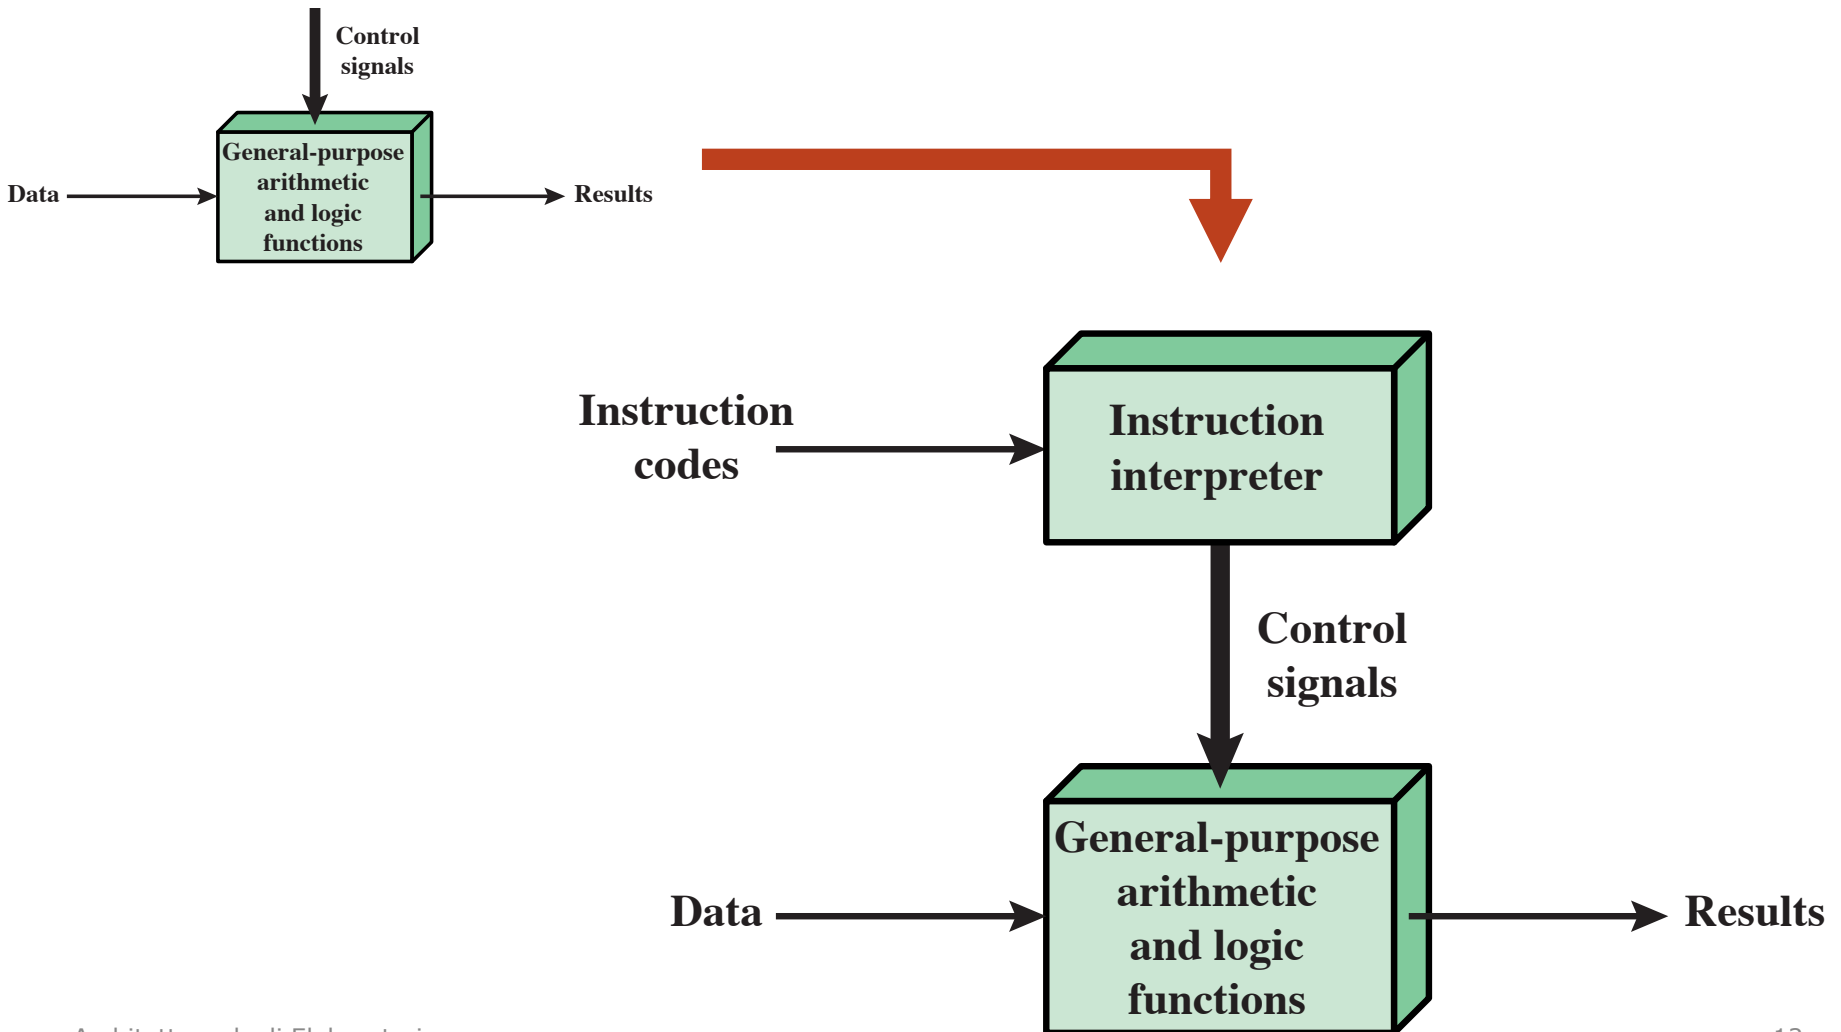 Control
signals
General-purpose
arithmetic
and logic
functions
Data
Results
Instruction
codes
Instruction
interpreter
Control
signals
General-purpose
arithmetic
and logic
functions
Data
Results